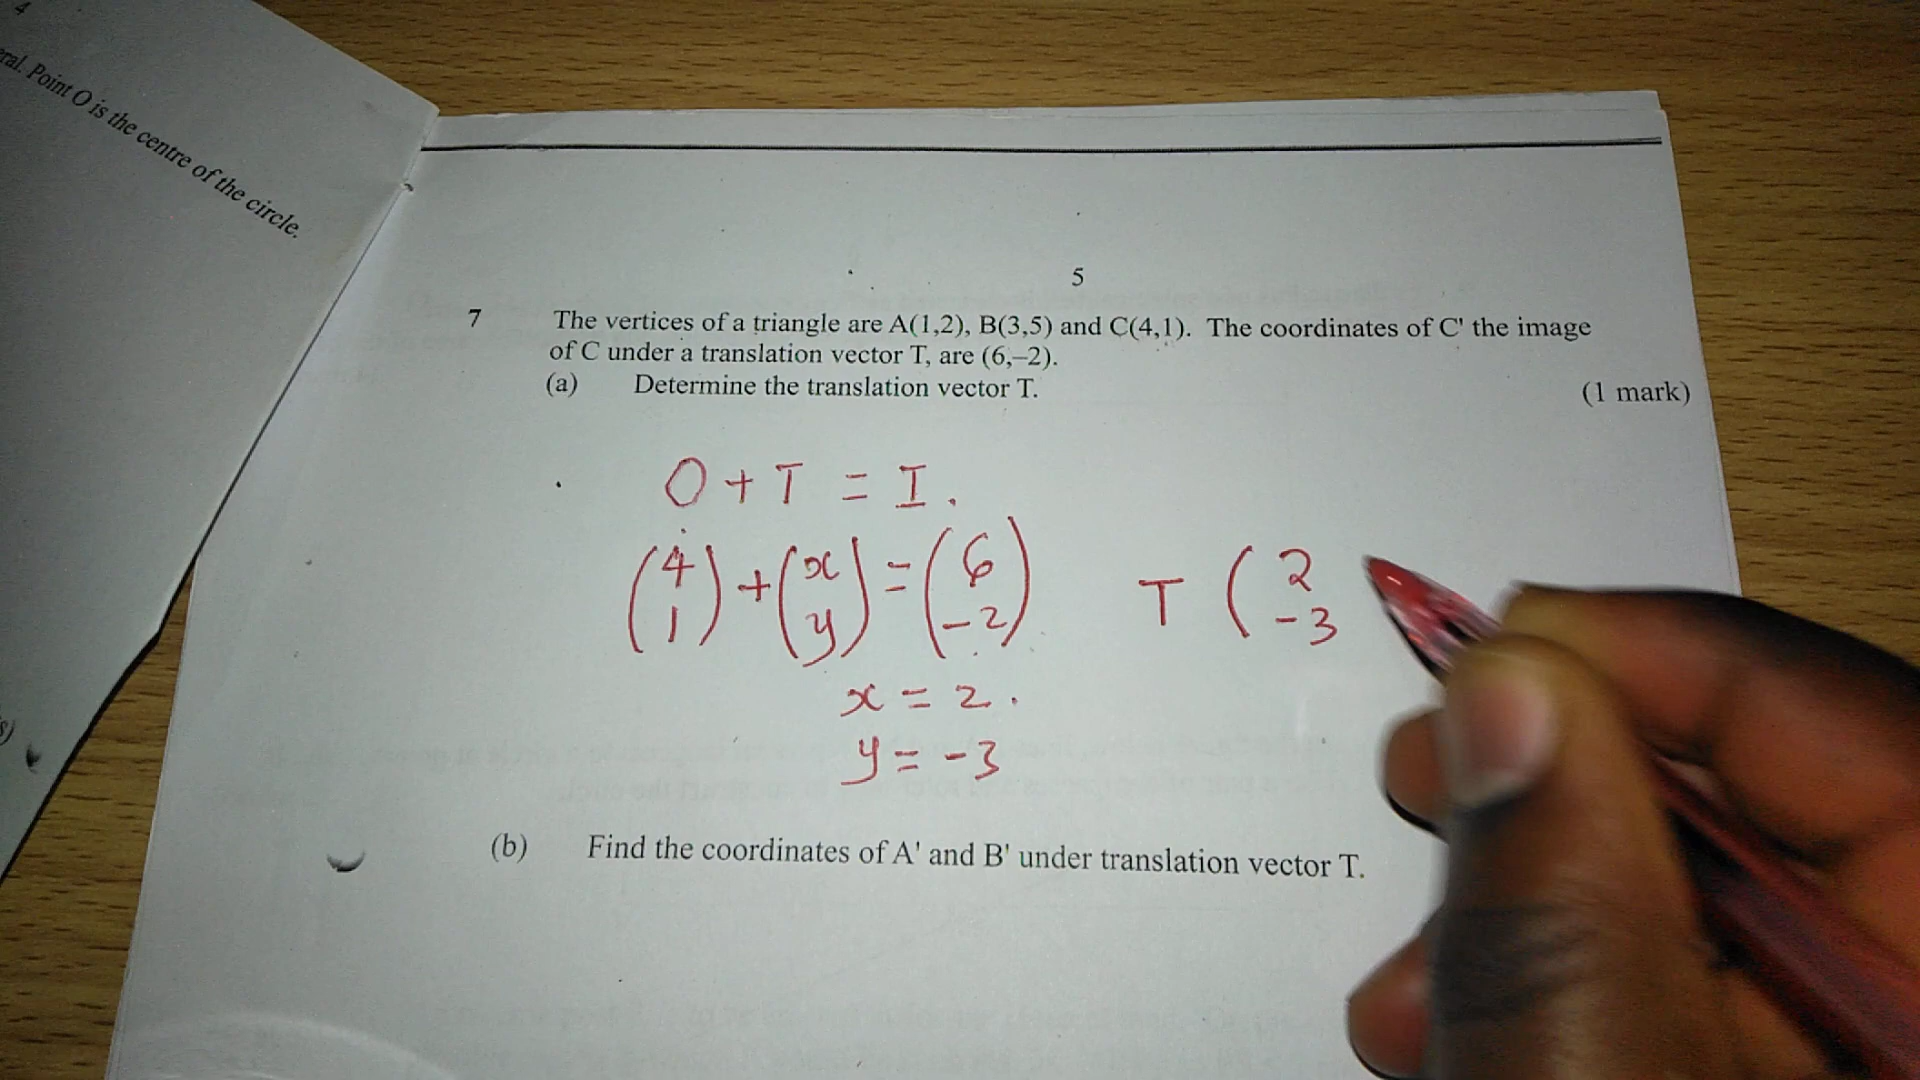 4
Point O is the centre of the circle.
5
7 The vertices of a triangle are A(1,2), B(3,5) and C(4,1). The coordinates of C' the image
of C under a translation vector T, are (6,–2).
(a) Determine the translation vector T.
(1 mark)
O + T = I.
(4 1) + (x y) = (6 -2)
T (2 -3
x = 2.
y = -3
(b) Find the coordinates of A' and B' under translation vector T.